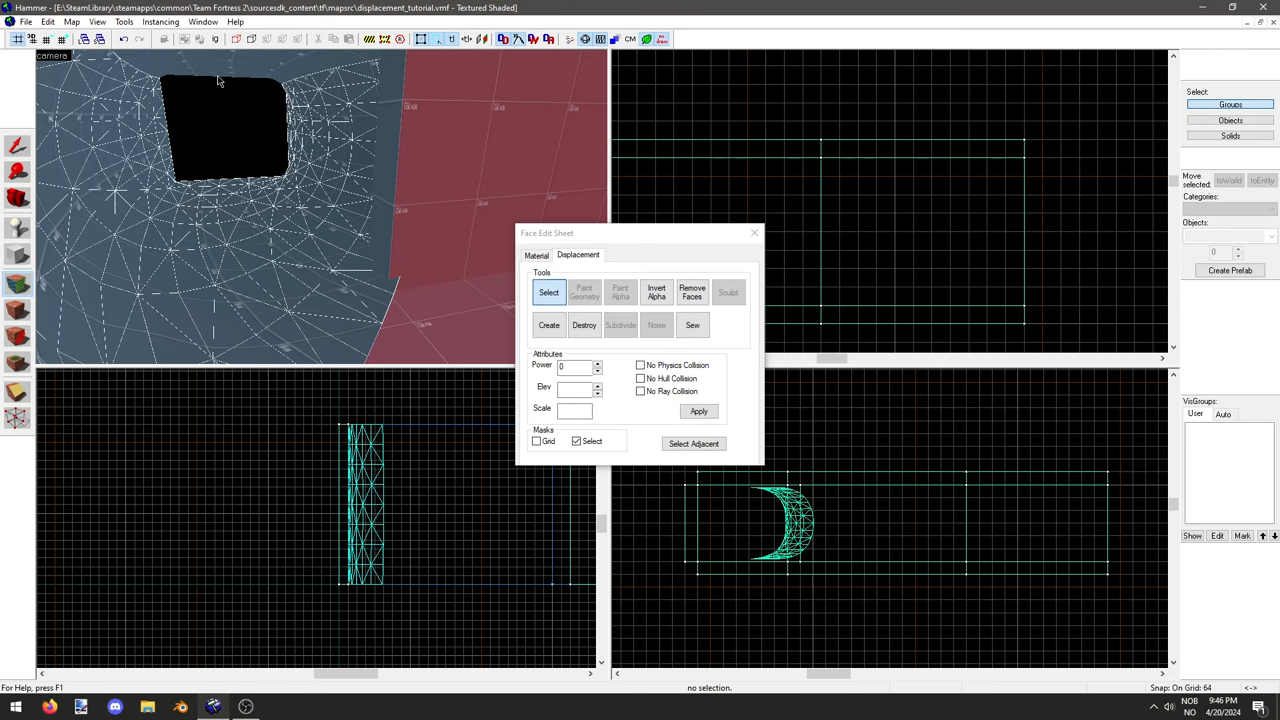 Hammer - [E:\SteamLibrary\steamapps\common\Team Fortress 2\sourcesdk_content\tf\mapsrc\displacement_tutorial.vmf - Textured Shaded]
File Edit Map View Tools Instancing Window Help
camera
Select:
Groups
Objects
Solids
Move selected:
toWorld
toEntity
Categories:
Objects:
0
Create Prefab
Face Edit Sheet
Material
Displacement
Tools
Select
Paint Geometry
Paint Alpha
Invert Alpha
Remove Faces
Sculpt
Create
Destroy
Subdivide
Noise
Sew
Attributes
Power 0
No Physics Collision
No Hull Collision
Elev
No Ray Collision
Scale
Apply
Masks
Grid
Select
Select Adjacent
VisGroups:
User
Auto
Show
Edit
Mark
For Help, press F1
no selection.
Snap: On Grid: 64
<->
NOB
NO
9:46 PM
4/20/2024